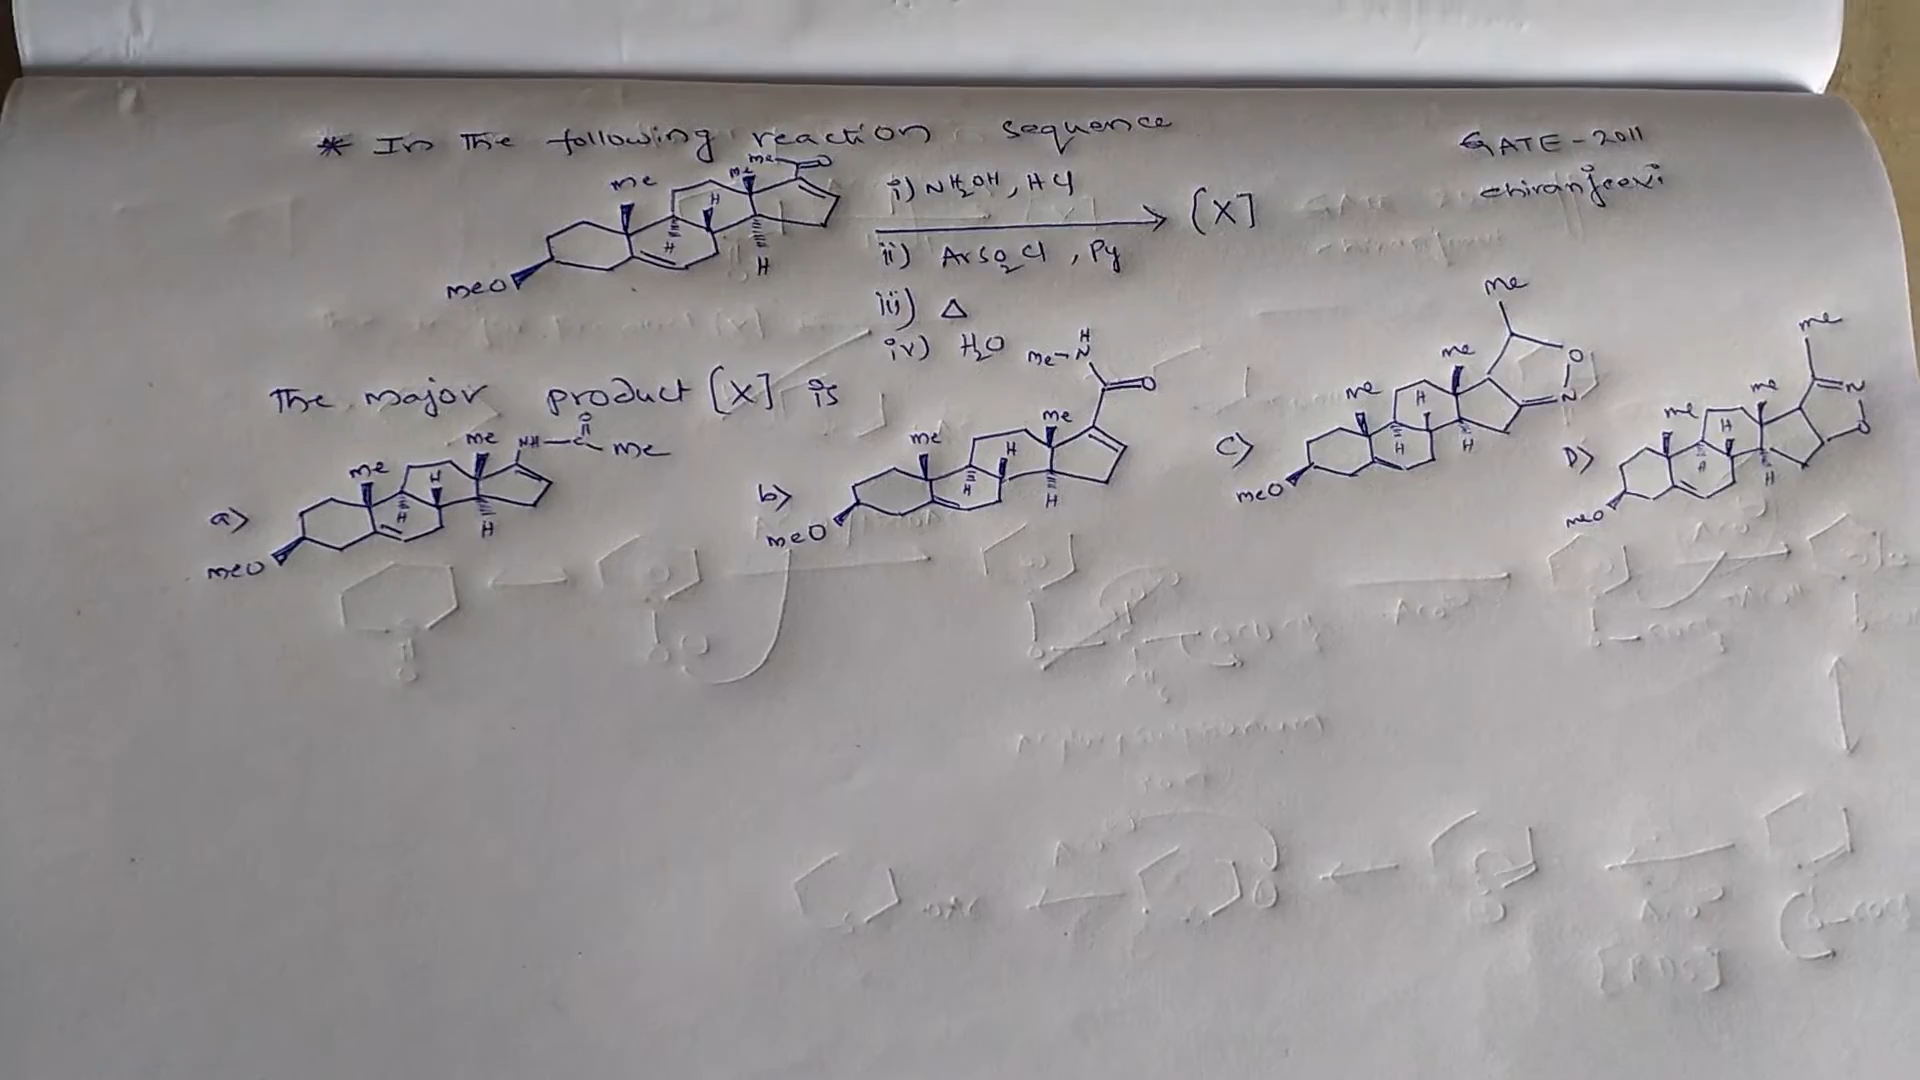 * In The following reaction sequence
GATE-2011
chiranjeevi
me
me
me
O
H
H
H
meO
i) NH2OH, HCl
ii) ArSO2Cl, Py
iii) Δ
iv) H2O
[X]
The major product [X] is
a)
meO
me
me
NH-C-me
O
H
H
H
b)
meO
me
me
me-N
H
O
H
H
H
C)
meO
me
me
me
O
N
H
H
H
D)
meO
me
me
me
N
O
H
H
H